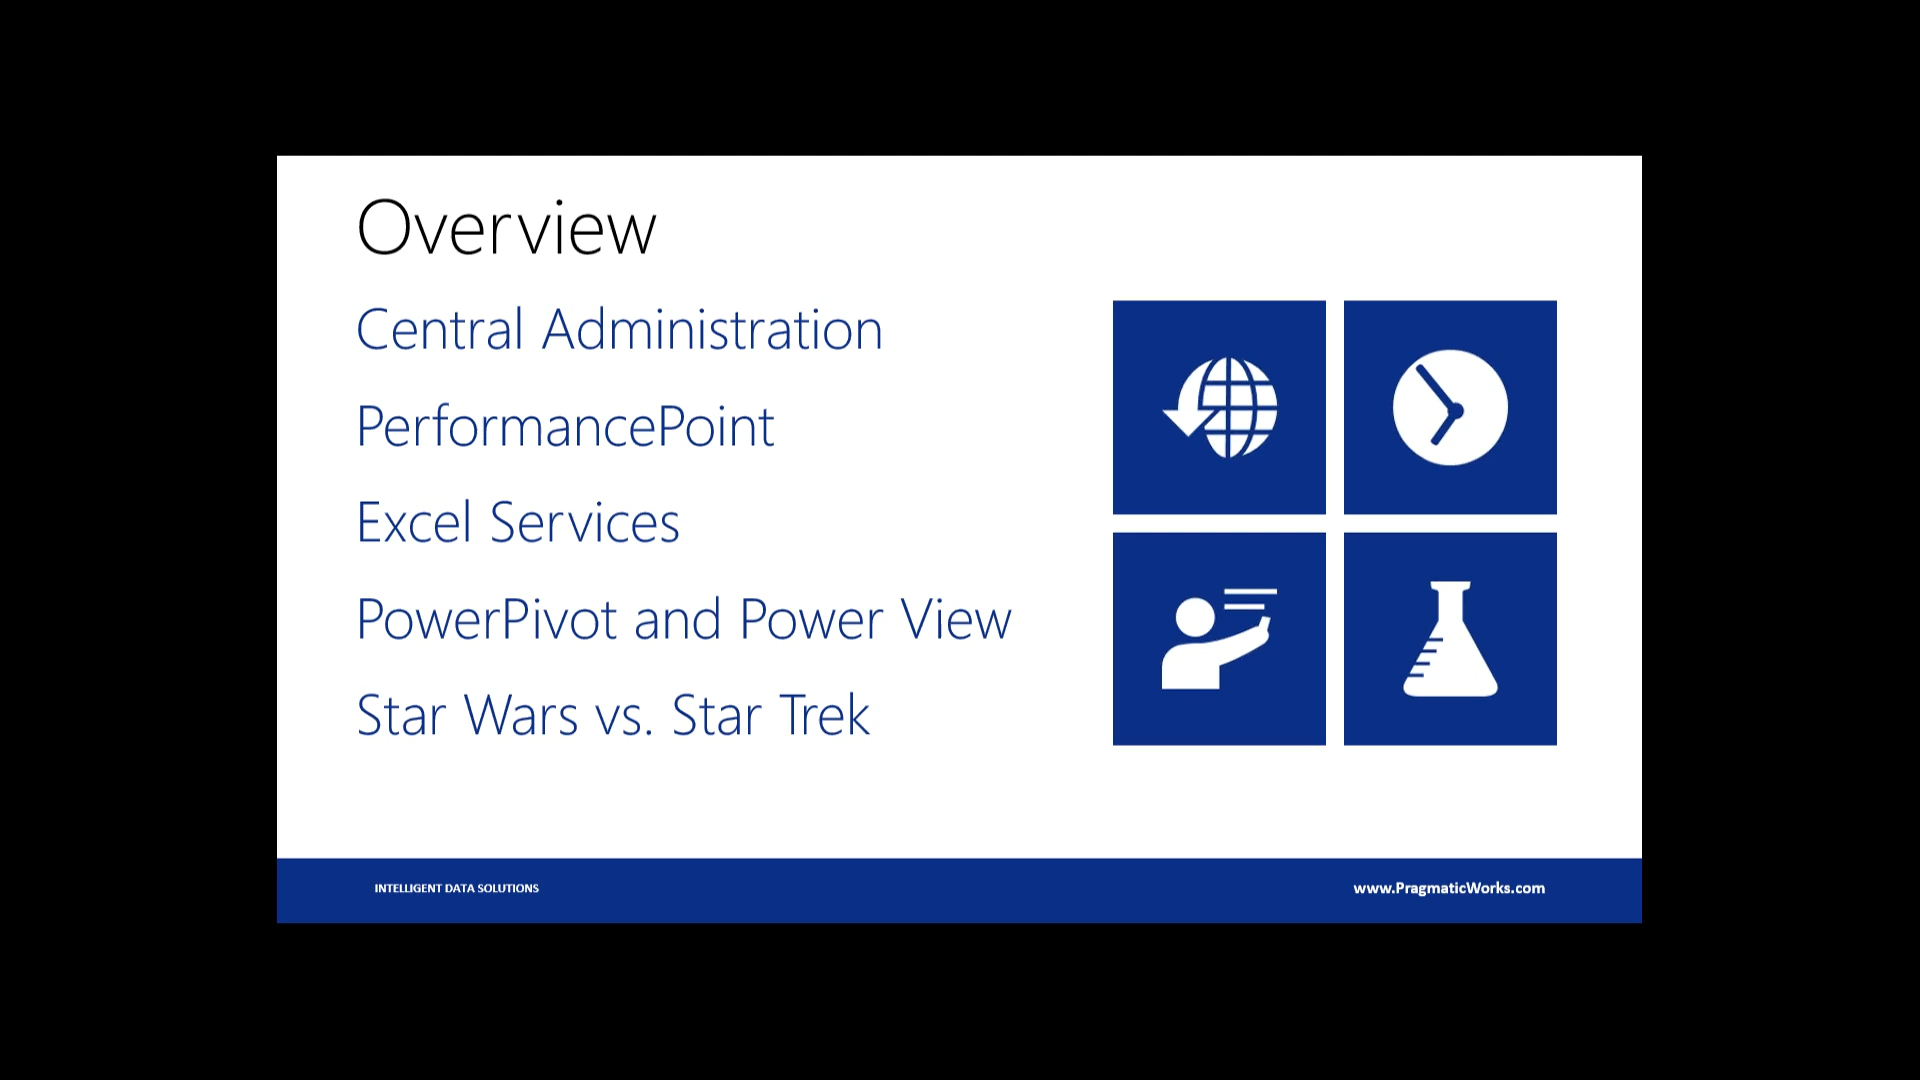 Overview
Central Administration
PerformancePoint
Excel Services
PowerPivot and Power View
Star Wars vs. Star Trek
INTELLIGENT DATA SOLUTIONS
www.PragmaticWorks.com